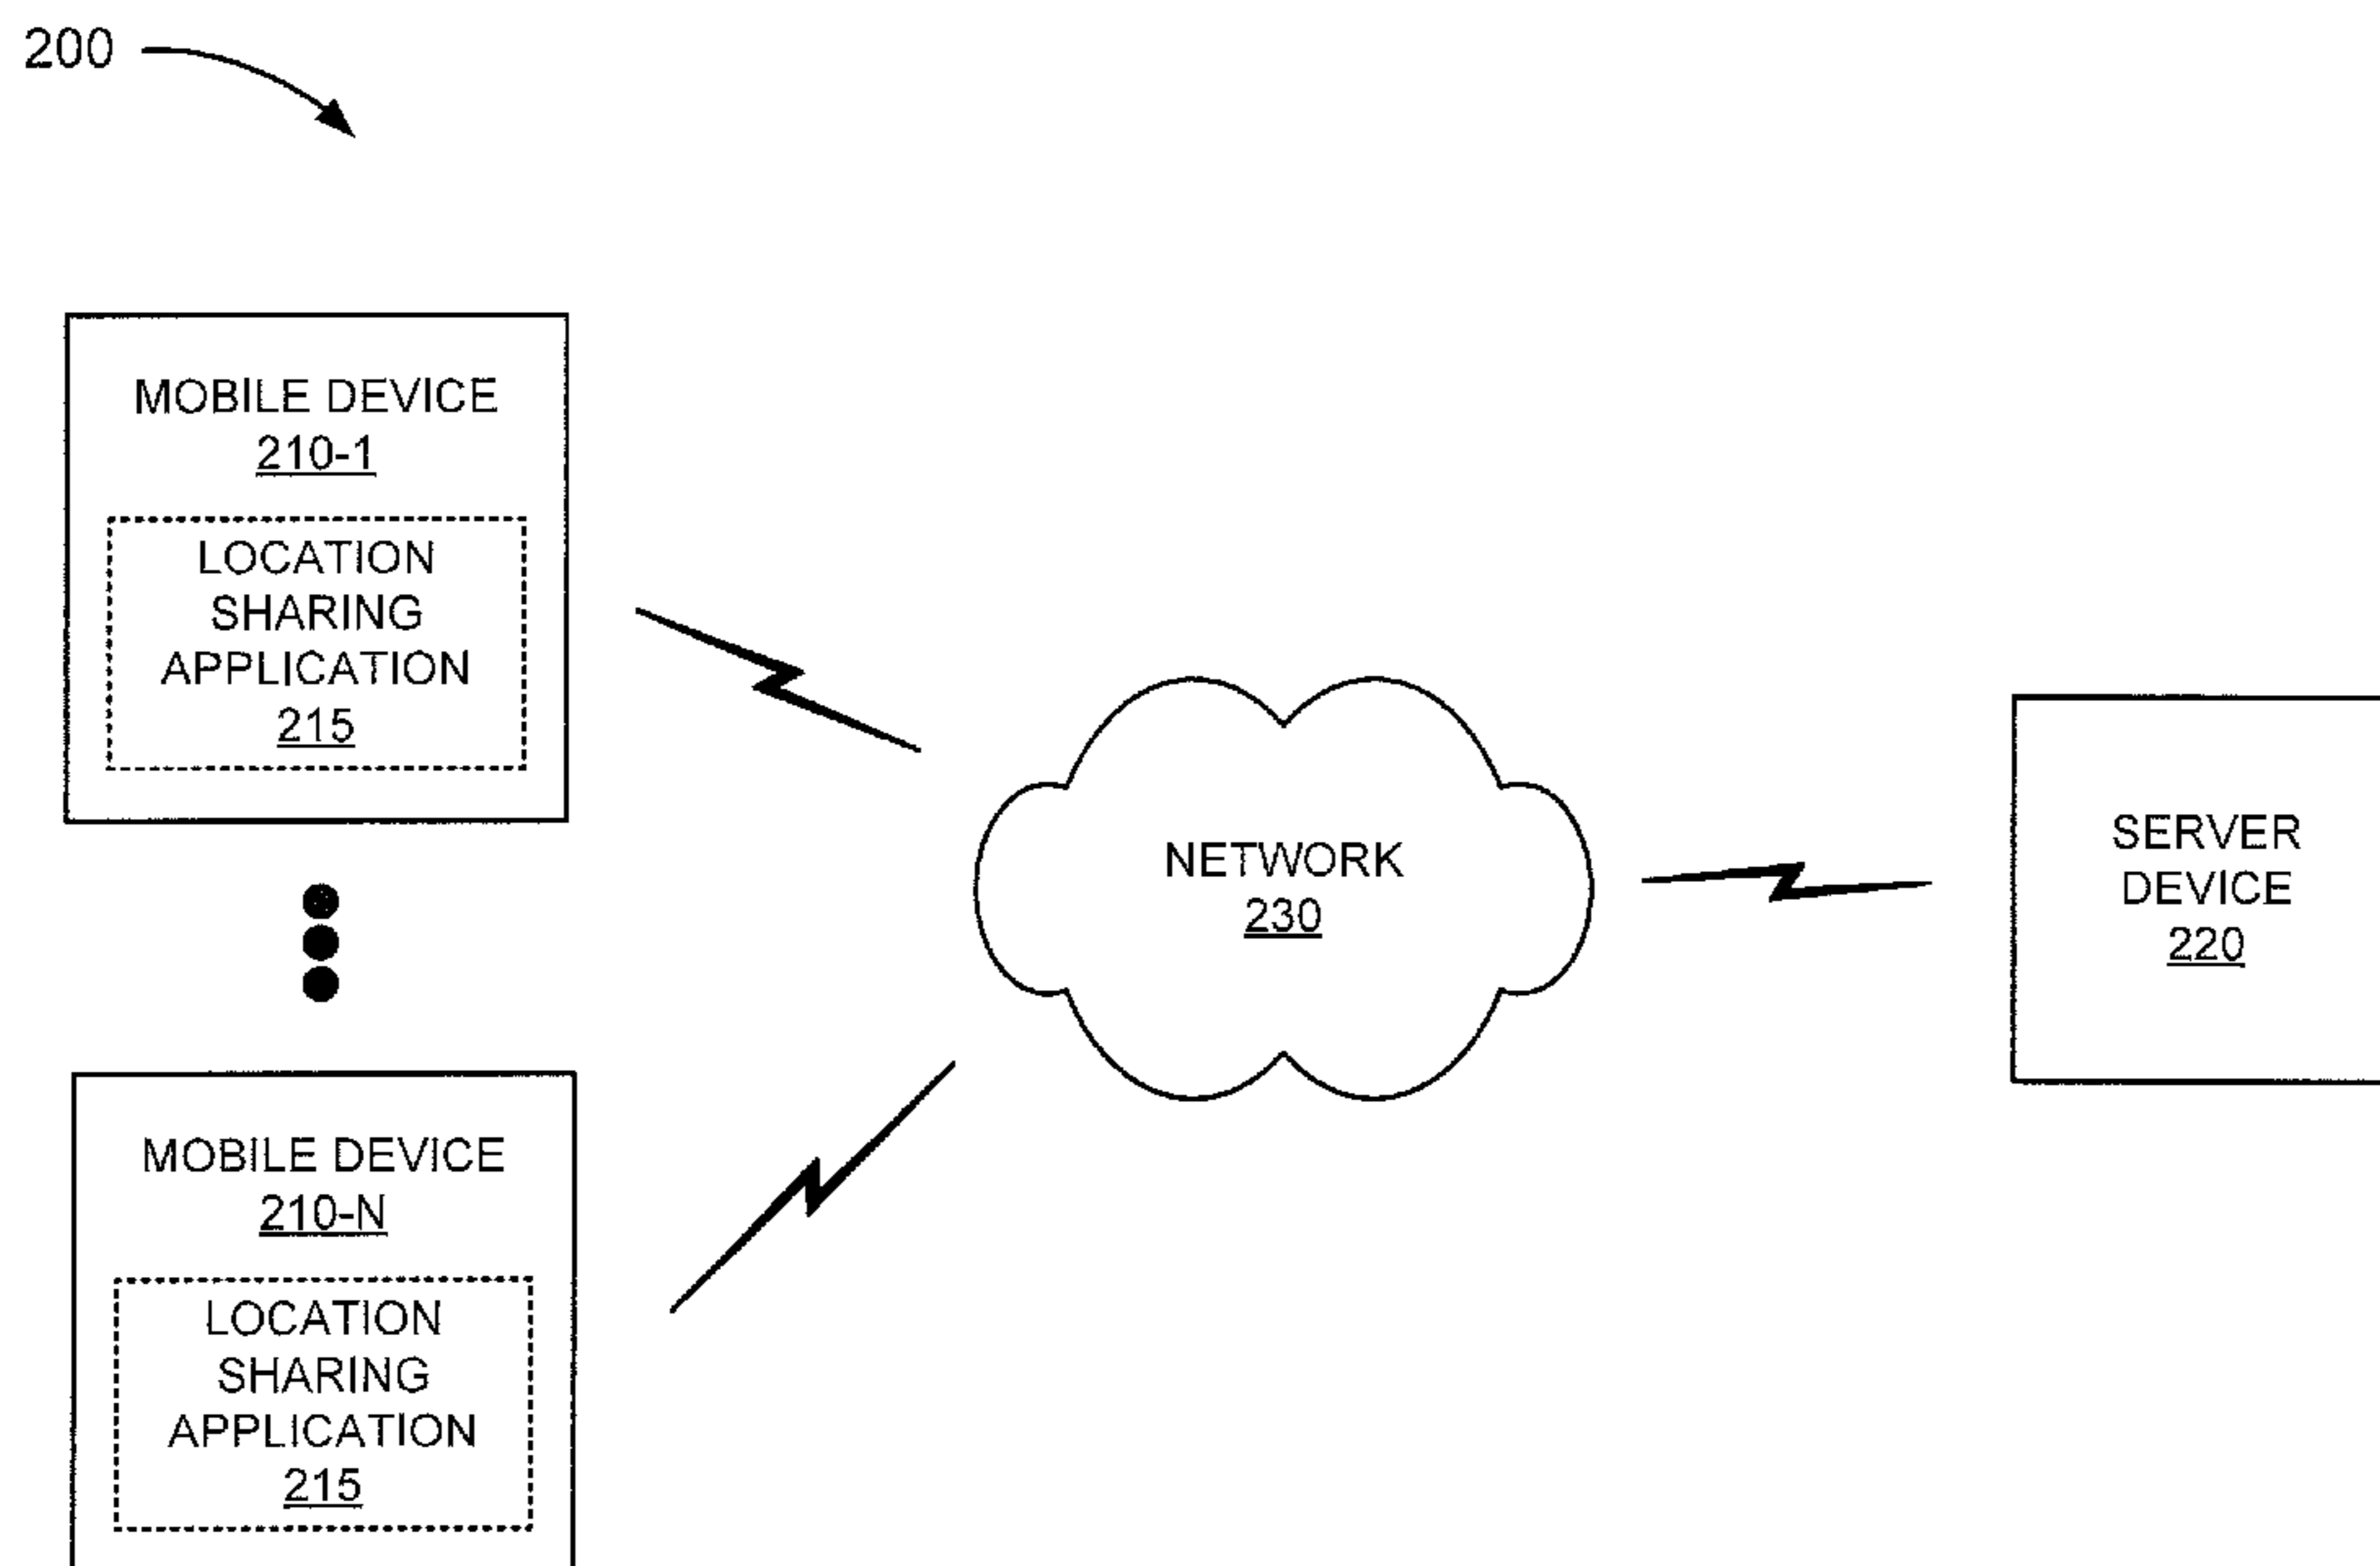 200
MOBILE DEVICE
210-1
LOCATION
SHARING
APPLICATION
215
NETWORK
230
SERVER
DEVICE
220
MOBILE DEVICE
210-N
LOCATION
SHARING
APPLICATION
215